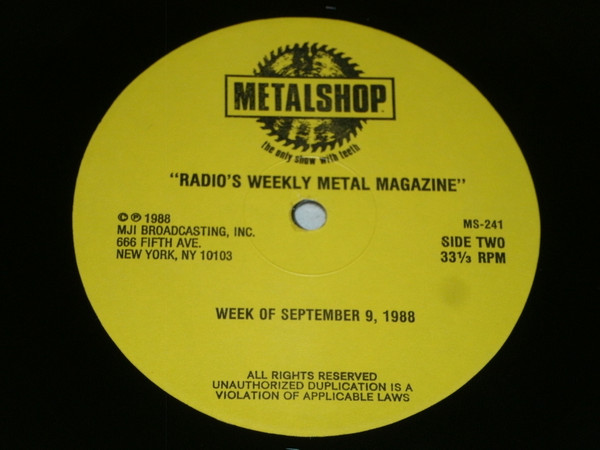 METALSHOP
the only show with teeth
"RADIO'S WEEKLY METAL MAGAZINE"
© ℗ 1988
MJI BROADCASTING, INC.
666 FIFTH AVE.
NEW YORK, NY 10103
MS-241
SIDE TWO
33⅓ RPM
WEEK OF SEPTEMBER 9, 1988
ALL RIGHTS RESERVED
UNAUTHORIZED DUPLICATION IS A
VIOLATION OF APPLICABLE LAWS